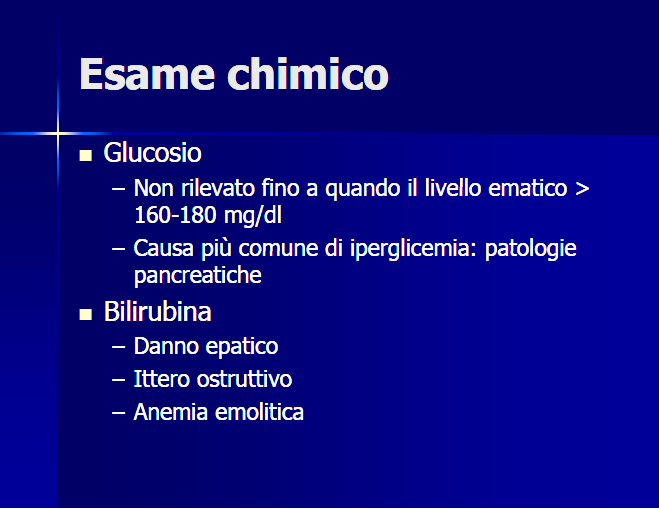 Esame chimico
■ Glucosio
– Non rilevato fino a quando il livello ematico >
160-180 mg/dl
– Causa più comune di iperglicemia: patologie
pancreatiche
■ Bilirubina
– Danno epatico
– Ittero ostruttivo
– Anemia emolitica